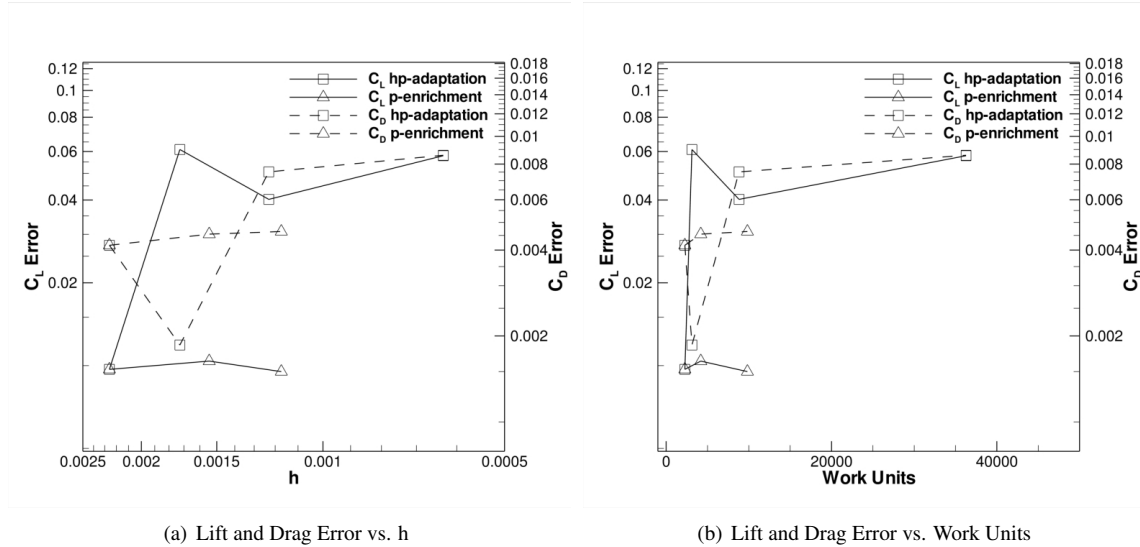 C_L hp-adaptation
C_L p-enrichment
C_D hp-adaptation
C_D p-enrichment
C_L Error
0.12
0.1
0.08
0.06
0.04
0.02
C_D Error
0.018
0.016
0.014
0.012
0.01
0.008
0.006
0.004
0.002
0.0025 0.002 0.0015 0.001 0.0005
h
(a) Lift and Drag Error vs. h
C_L hp-adaptation
C_L p-enrichment
C_D hp-adaptation
C_D p-enrichment
C_L Error
0.12
0.1
0.08
0.06
0.04
0.02
C_D Error
0.018
0.016
0.014
0.012
0.01
0.008
0.006
0.004
0.002
0 20000 40000
Work Units
(b) Lift and Drag Error vs. Work Units